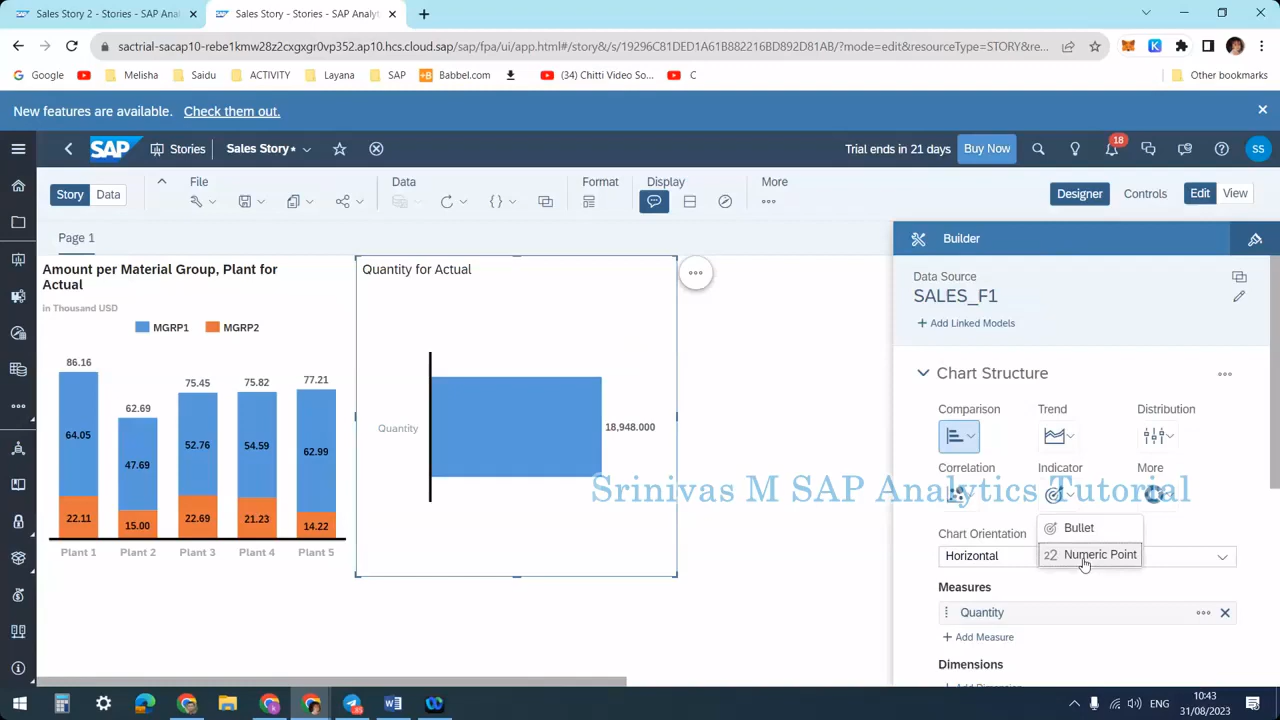 Sales Story 2 - Stories - SAP Analyt
Sales Story - Stories - SAP Analyt
sactrial-sacap10-rebe1kmw28z2cxgxgr0vp352.ap10.hcs.cloud.sap/sap/fpa/ui/app.html#/story&/s/19296C81DED1A61B882216BD892D81AB/?mode=edit&resourceType=STORY&re...
Google
Melisha
Saidu
ACTIVITY
Layana
SAP
Babbel.com
(34) Chitti Video So...
C
Other bookmarks
New features are available. Check them out.
SAP
Stories
Sales Story*
Trial ends in 21 days
Buy Now
18
SS
Story
Data
File
Data
Format
Display
More
Designer
Controls
Edit
View
Page 1
Amount per Material Group, Plant for
Actual
in Thousand USD
MGRP1
MGRP2
86.16
62.69
75.45
75.82
77.21
64.05
47.69
52.76
54.59
62.99
22.11
15.00
22.69
21.23
14.22
Plant 1
Plant 2
Plant 3
Plant 4
Plant 5
Quantity for Actual
Quantity
18,948.000
Builder
Data Source
SALES_F1
+ Add Linked Models
Chart Structure
Comparison
Trend
Distribution
Correlation
Indicator
More
Srinivas M SAP Analytics Tutorial
Bullet
22 Numeric Point
Chart Orientation
Horizontal
Measures
Quantity
+ Add Measure
Dimensions
+ Add Dimension
ENG
10:43
31/08/2023